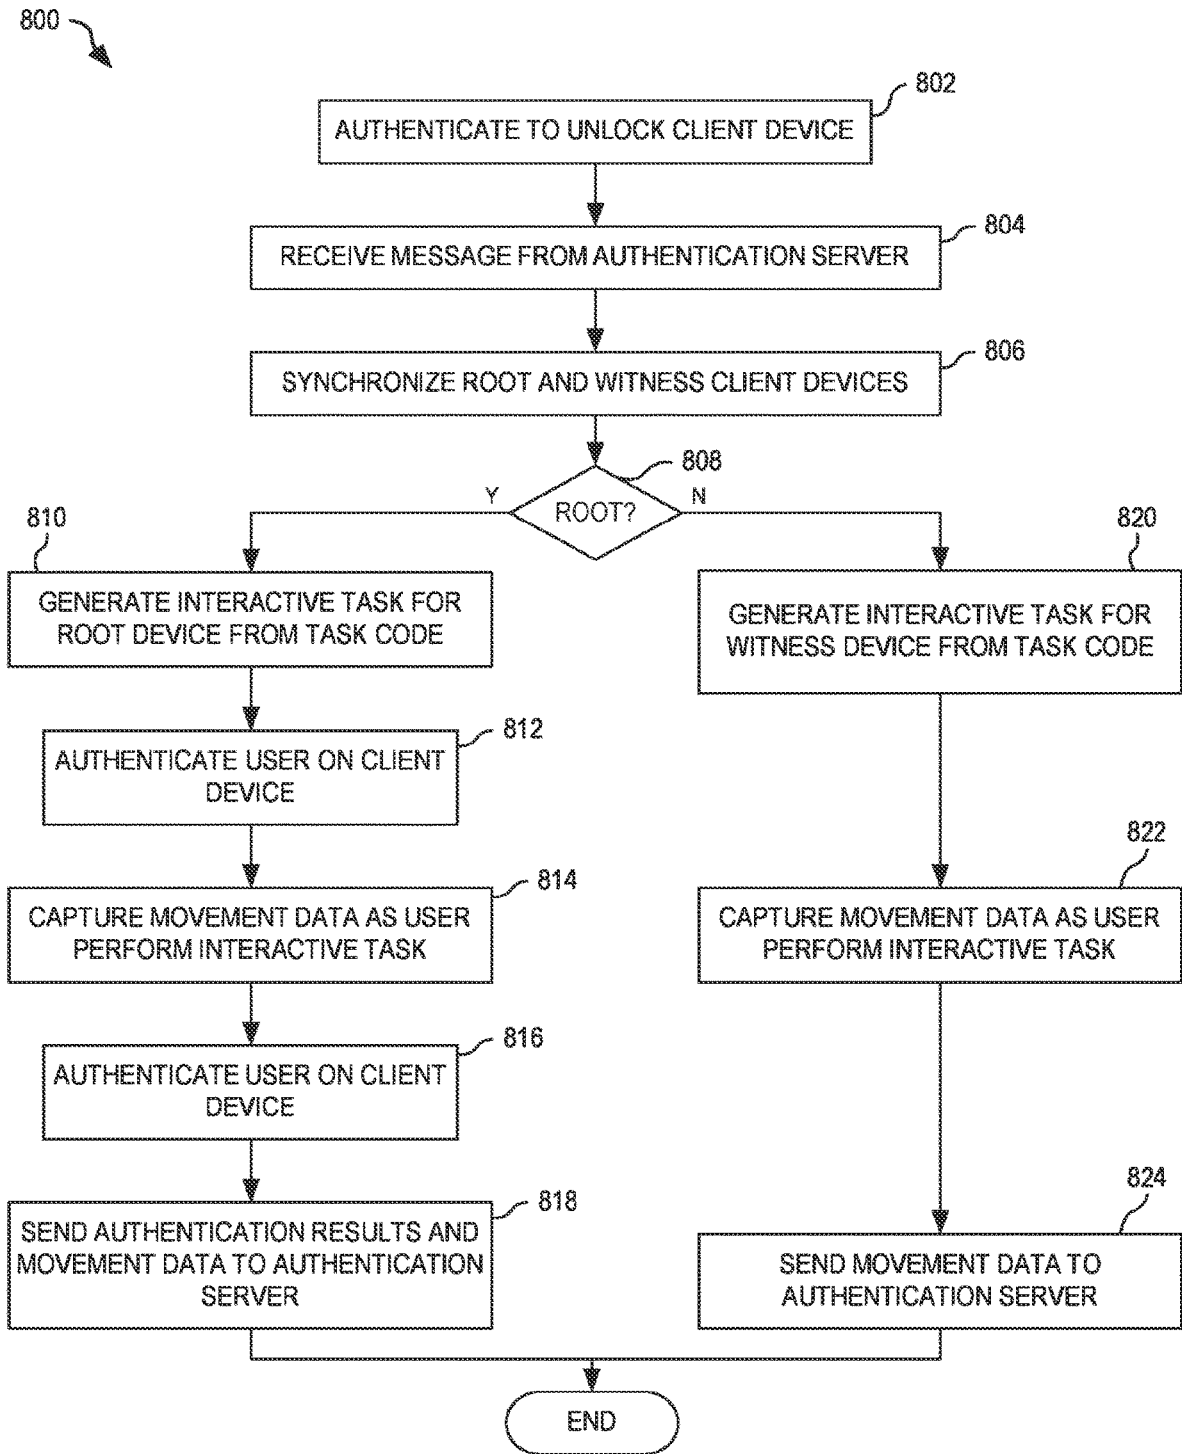 800
802
AUTHENTICATE TO UNLOCK CLIENT DEVICE
804
RECEIVE MESSAGE FROM AUTHENTICATION SERVER
806
SYNCHRONIZE ROOT AND WITNESS CLIENT DEVICES
808
Y
ROOT?
N
810
GENERATE INTERACTIVE TASK FOR
ROOT DEVICE FROM TASK CODE
812
AUTHENTICATE USER ON CLIENT
DEVICE
814
CAPTURE MOVEMENT DATA AS USER
PERFORM INTERACTIVE TASK
816
AUTHENTICATE USER ON CLIENT
DEVICE
818
SEND AUTHENTICATION RESULTS AND
MOVEMENT DATA TO AUTHENTICATION
SERVER
820
GENERATE INTERACTIVE TASK FOR
WITNESS DEVICE FROM TASK CODE
822
CAPTURE MOVEMENT DATA AS USER
PERFORM INTERACTIVE TASK
824
SEND MOVEMENT DATA TO
AUTHENTICATION SERVER
END